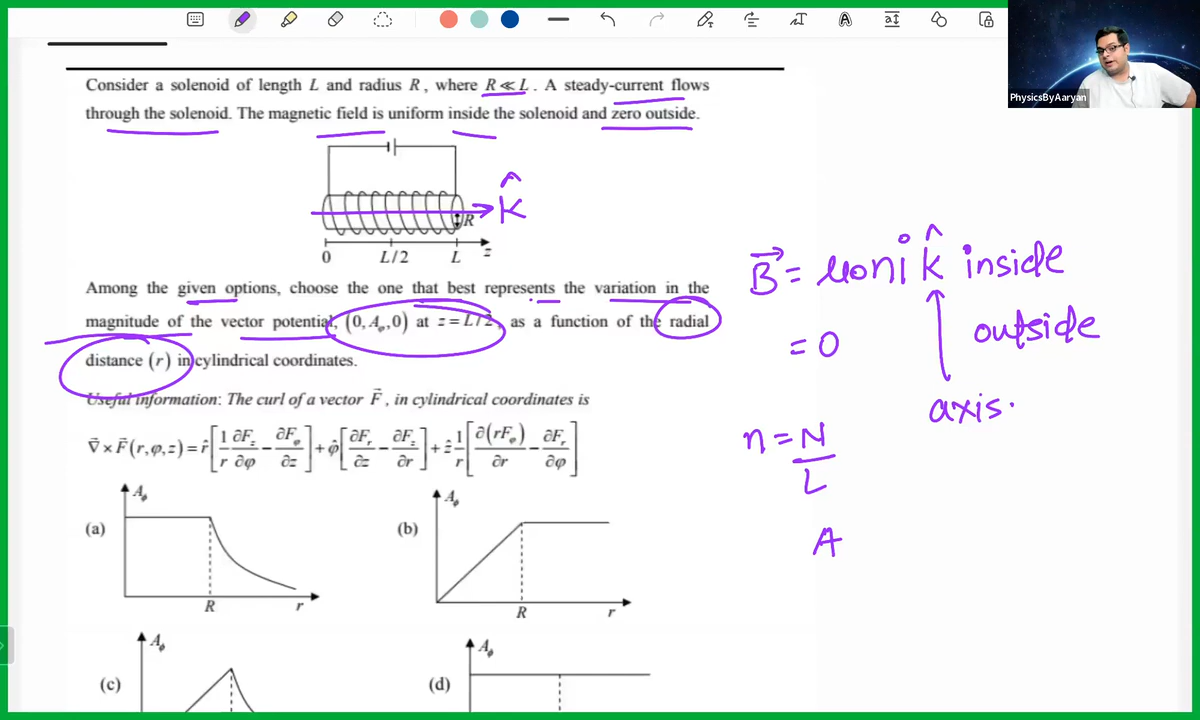 PhysicsByAaryan
Consider a solenoid of length L and radius R, where R ≪ L. A steady-current flows
through the solenoid. The magnetic field is uniform inside the solenoid and zero outside.
k̂
R
0 L/2 L z
B⃗ = μ₀ n i k̂ inside
= 0 outside
axis.
n = N/L
A
Among the given options, choose the one that best represents the variation in the
magnitude of the vector potential, (0, A_φ, 0) at z = L/2, as a function of the radial
distance (r) in cylindrical coordinates.
Useful information: The curl of a vector F⃗, in cylindrical coordinates is
∇⃗ × F⃗(r, φ, z) = r̂ [1/r ∂F_z/∂φ − ∂F_φ/∂z] + φ̂ [∂F_r/∂z − ∂F_z/∂r] + ẑ 1/r [∂(rF_φ)/∂r − ∂F_r/∂φ]
(a) A_φ R r
(b) A_φ R r
(c) A_φ
(d) A_φ